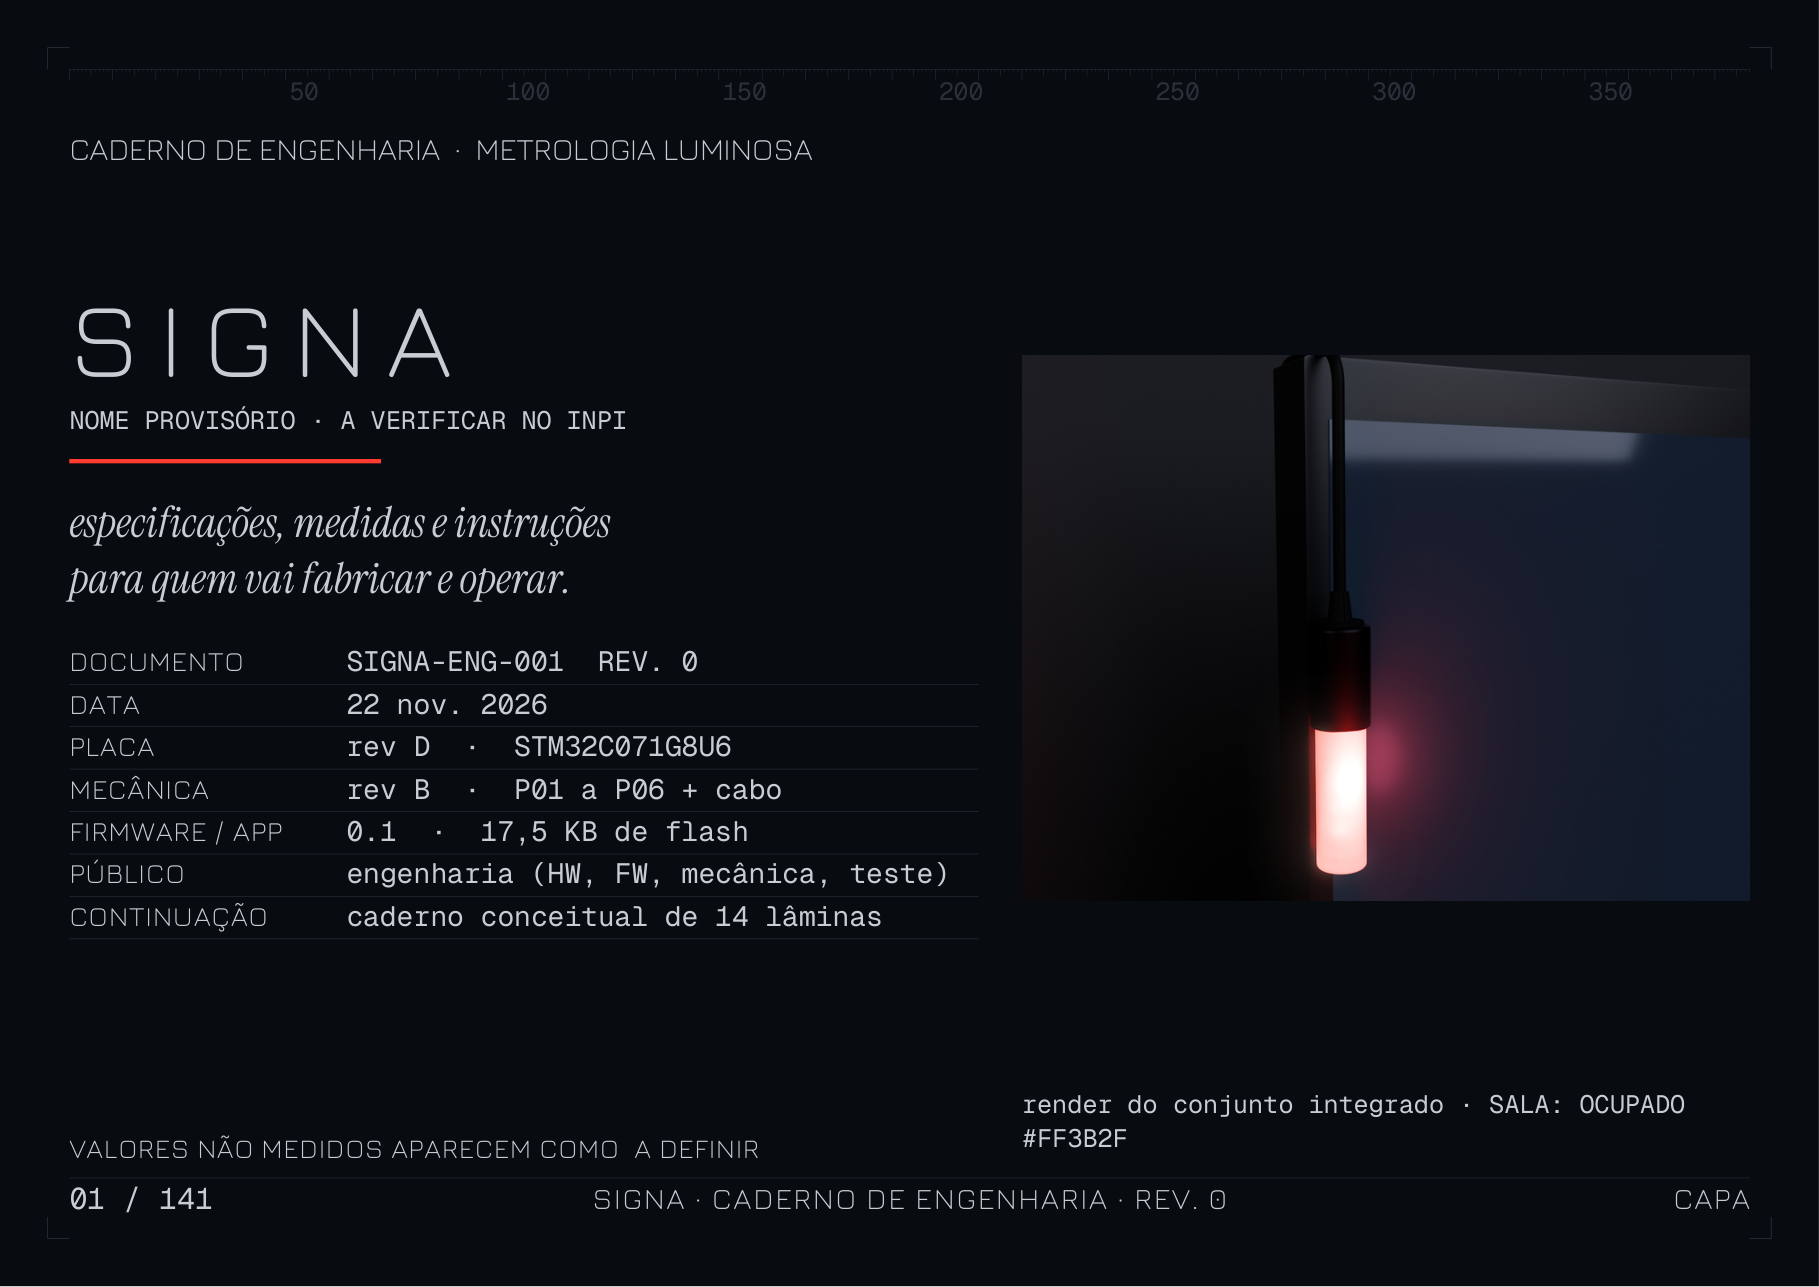 50 100 150 200 250 300 350
CADERNO DE ENGENHARIA · METROLOGIA LUMINOSA
SIGNA
NOME PROVISÓRIO · A VERIFICAR NO INPI
especificações, medidas e instruções
para quem vai fabricar e operar.
DOCUMENTO SIGNA-ENG-001 REV. 0
DATA 22 nov. 2026
PLACA rev D · STM32C071G8U6
MECÂNICA rev B · P01 a P06 + cabo
FIRMWARE / APP 0.1 · 17,5 KB de flash
PÚBLICO engenharia (HW, FW, mecânica, teste)
CONTINUAÇÃO caderno conceitual de 14 lâminas
render do conjunto integrado · SALA: OCUPADO
#FF3B2F
VALORES NÃO MEDIDOS APARECEM COMO A DEFINIR
01 / 141 SIGNA · CADERNO DE ENGENHARIA · REV. 0 CAPA